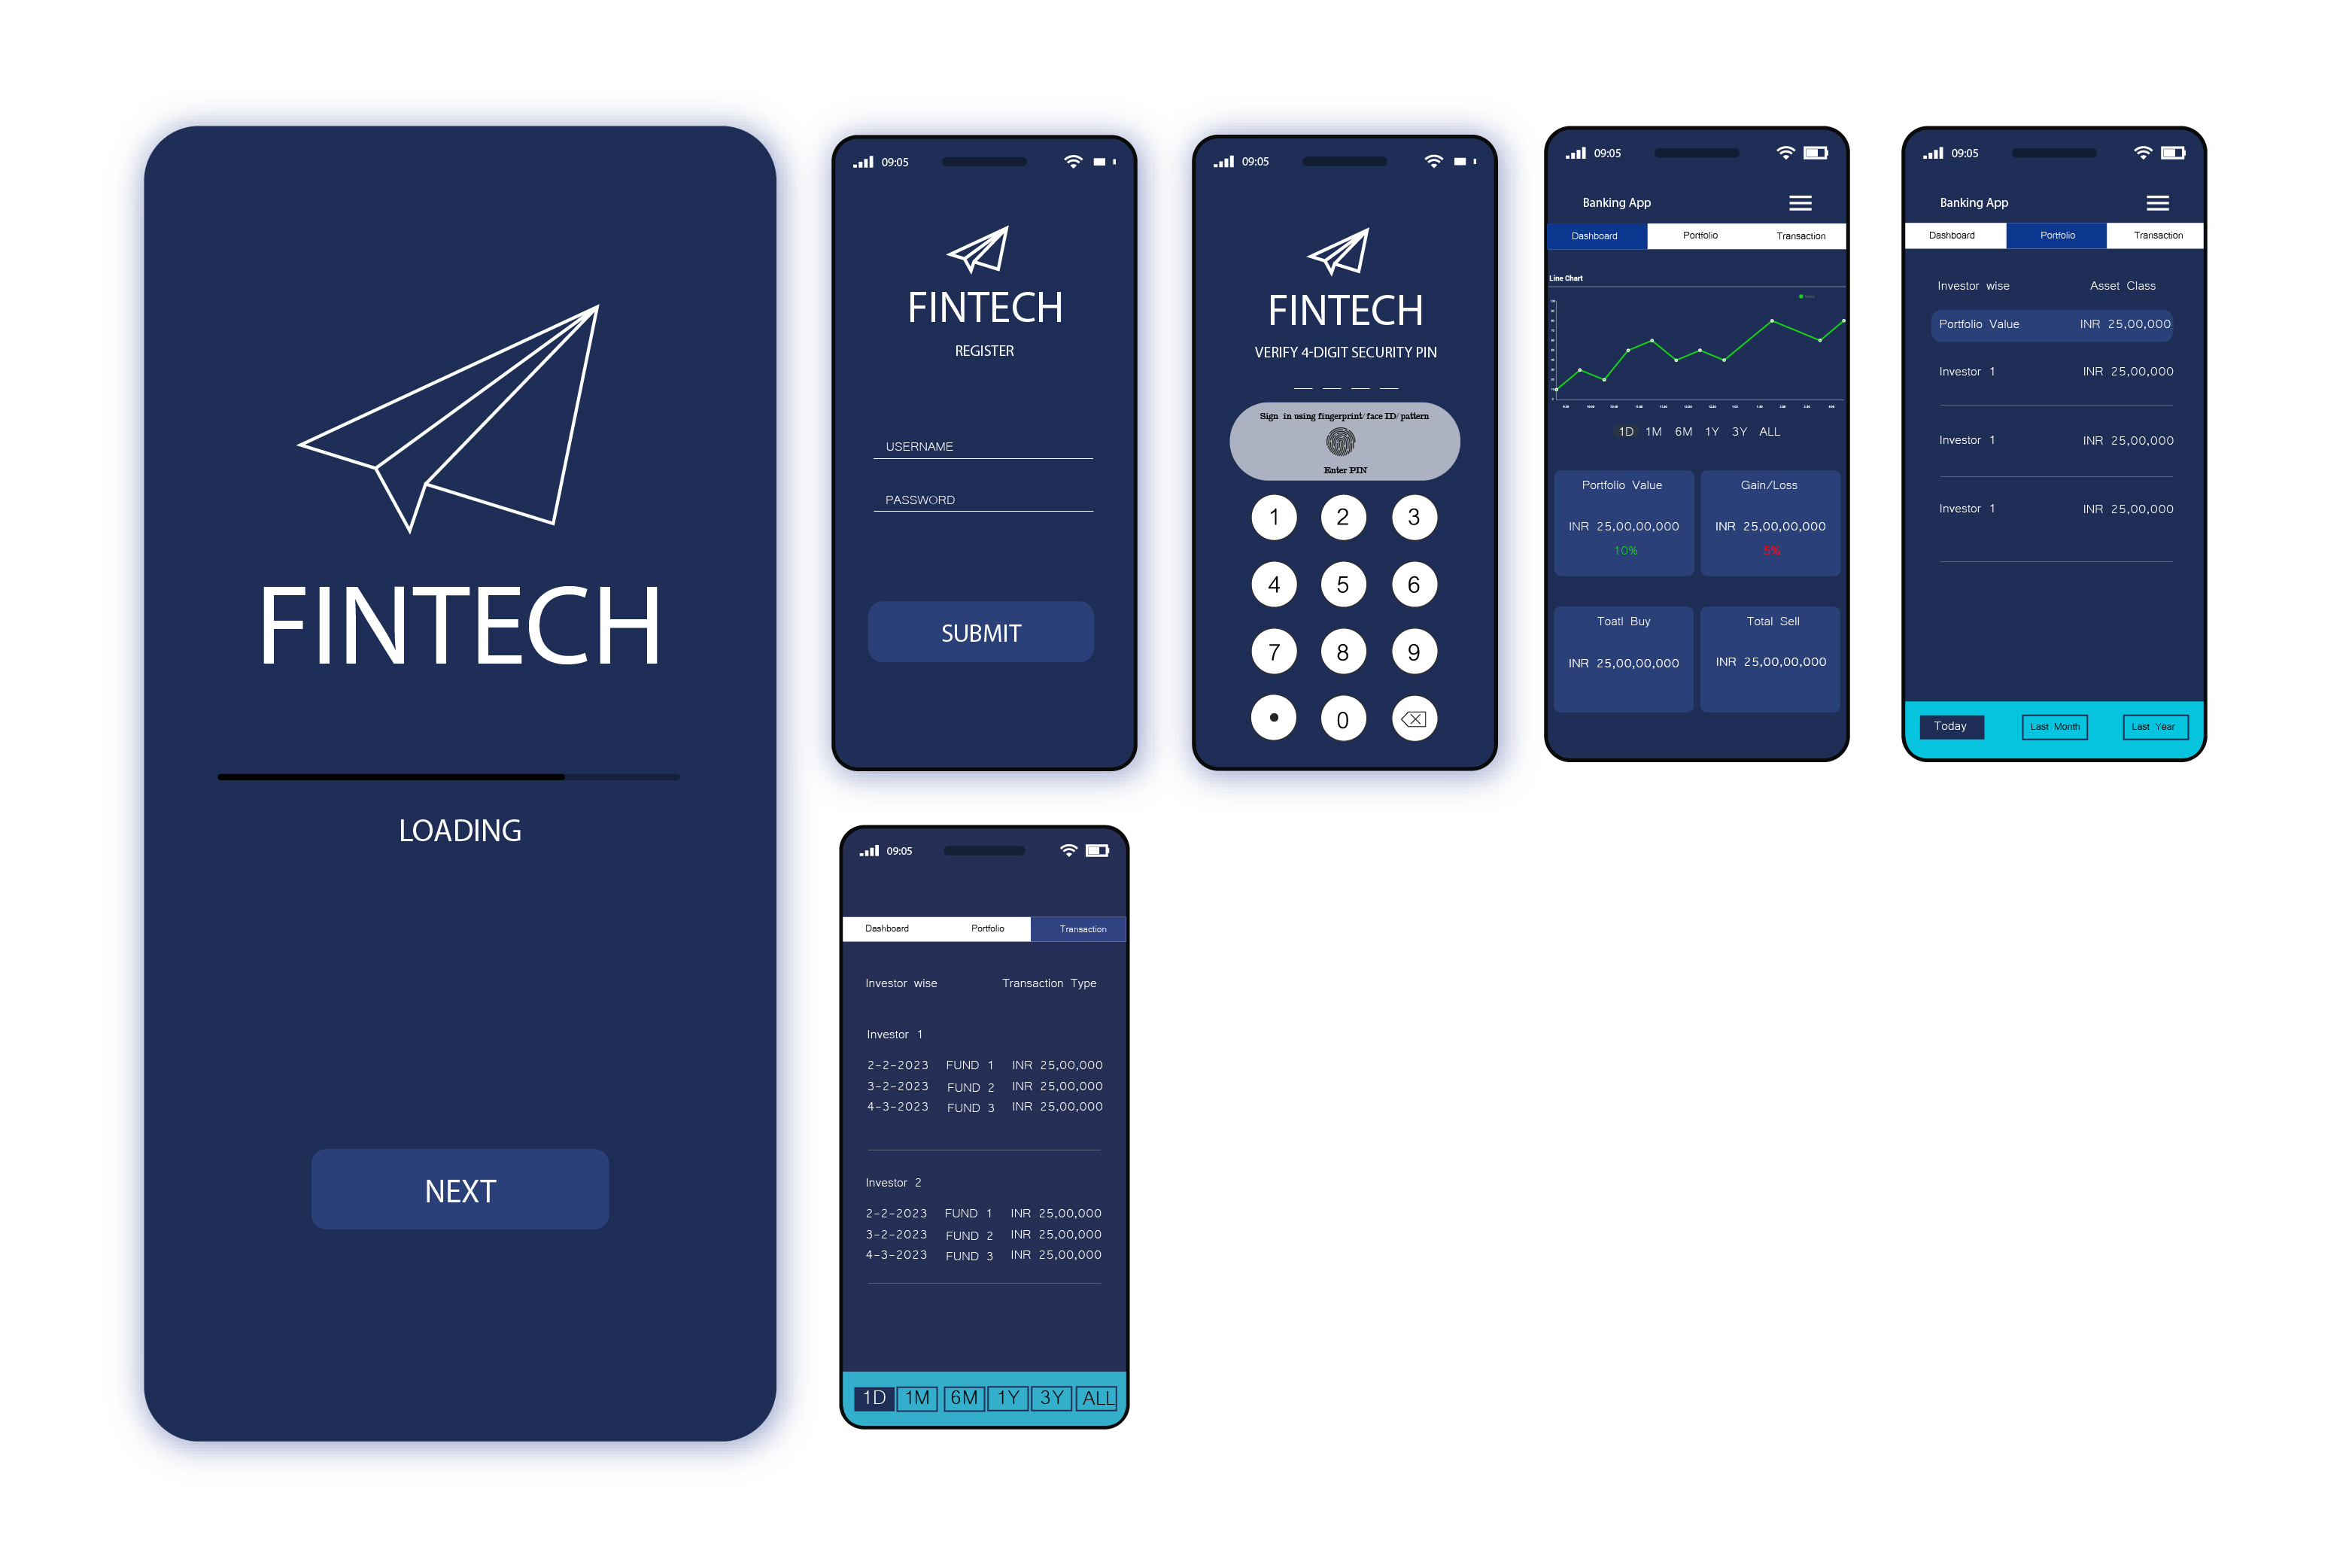 FINTECH
LOADING
NEXT
09:05
FINTECH
REGISTER
USERNAME
PASSWORD
SUBMIT
09:05
FINTECH
VERIFY 4-DIGIT SECURITY PIN
Sign in using fingerprint/ face ID/ pattern
Enter PIN
1 2 3
4 5 6
7 8 9
0
09:05
Banking App
Dashboard Portfolio Transaction
Line Chart
1D 1M 6M 1Y 3Y ALL
Portfolio Value Gain/Loss
INR 25,00,00,000 INR 25,00,00,000
10% 5%
Toatl Buy Total Sell
INR 25,00,00,000 INR 25,00,00,000
09:05
Banking App
Dashboard Portfolio Transaction
Investor wise Asset Class
Portfolio Value INR 25,00,000
Investor 1 INR 25,00,000
Investor 1 INR 25,00,000
Investor 1 INR 25,00,000
Today Last Month Last Year
09:05
Dashboard Portfolio Transaction
Investor wise Transaction Type
Investor 1
2-2-2023 FUND 1 INR 25,00,000
3-2-2023 FUND 2 INR 25,00,000
4-3-2023 FUND 3 INR 25,00,000
Investor 2
2-2-2023 FUND 1 INR 25,00,000
3-2-2023 FUND 2 INR 25,00,000
4-3-2023 FUND 3 INR 25,00,000
1D 1M 6M 1Y 3Y ALL